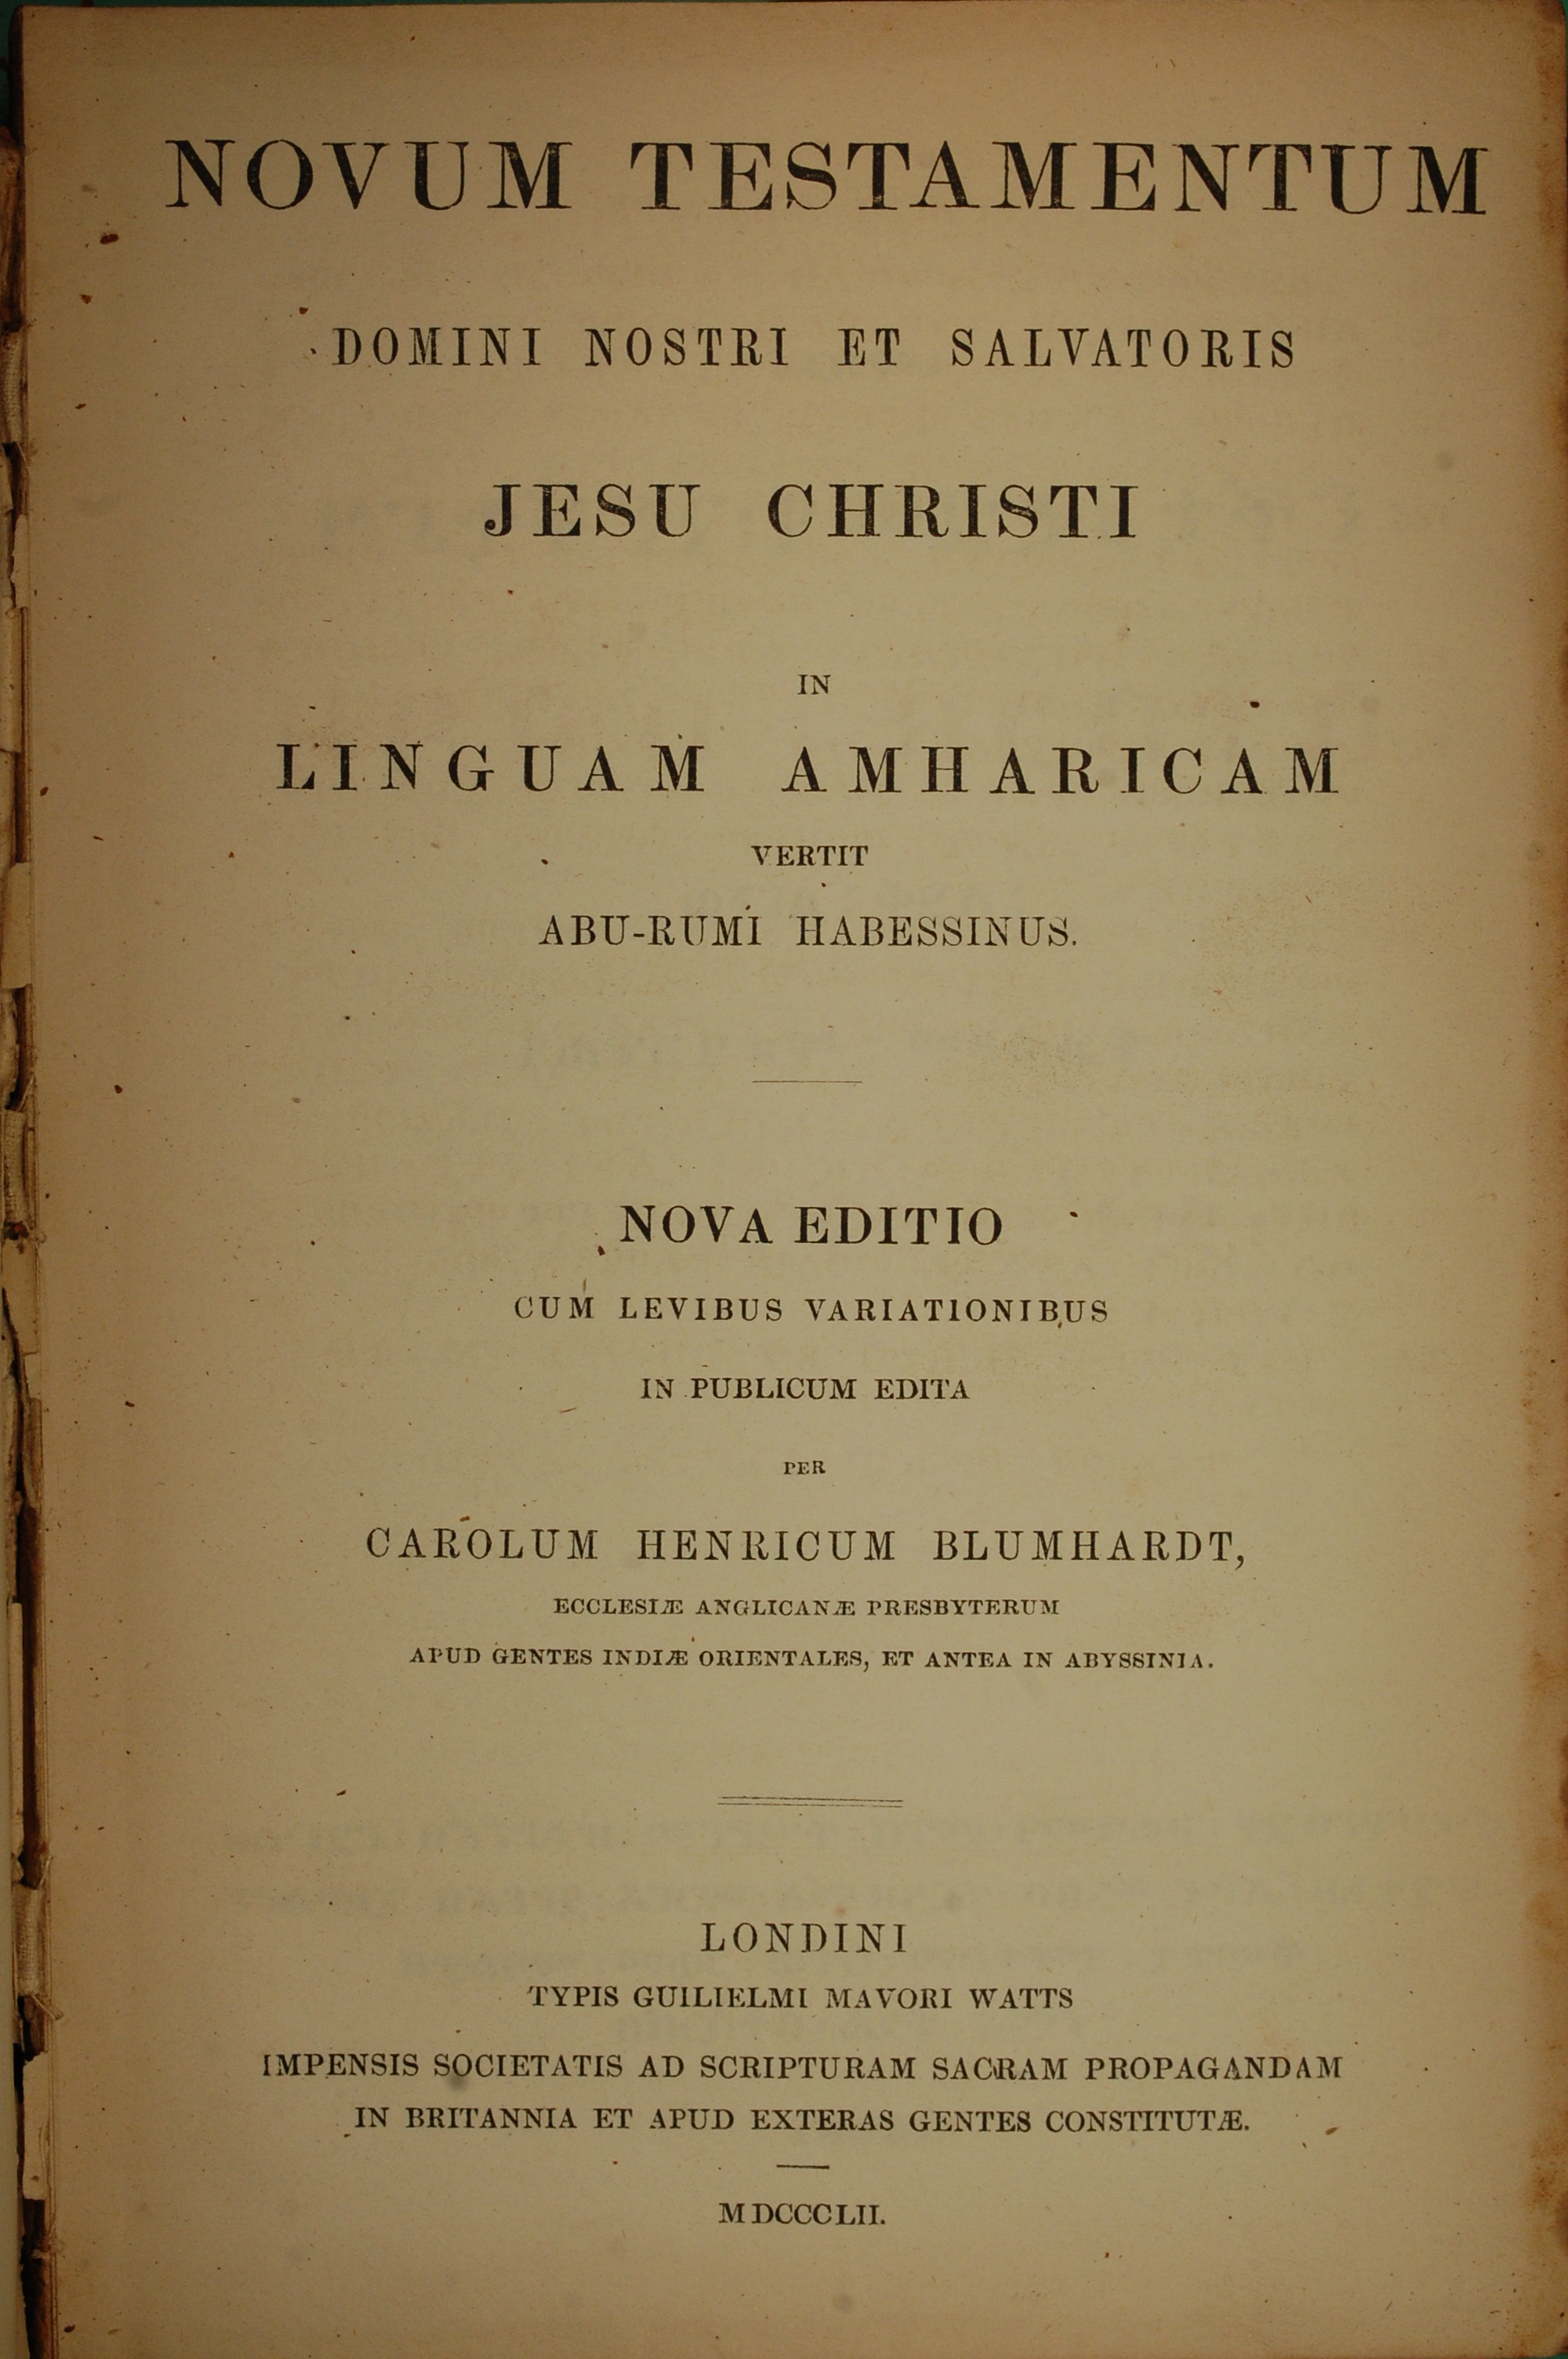 NOVUM TESTAMENTUM
DOMINI NOSTRI ET SALVATORIS
JESU CHRISTI
IN
LINGUAM AMHARICAM
VERTIT
ABU-RUMI HABESSINUS.
NOVA EDITIO
CUM LEVIBUS VARIATIONIBUS
IN PUBLICUM EDITA
PER
CAROLUM HENRICUM BLUMHARDT,
ECCLESIÆ ANGLICANÆ PRESBYTERUM
APUD GENTES INDIÆ ORIENTALES, ET ANTEA IN ABYSSINIA.
LONDINI
TYPIS GUILIELMI MAVORI WATTS
IMPENSIS SOCIETATIS AD SCRIPTURAM SACRAM PROPAGANDAM
IN BRITANNIA ET APUD EXTERAS GENTES CONSTITUTÆ.
MDCCCLII.